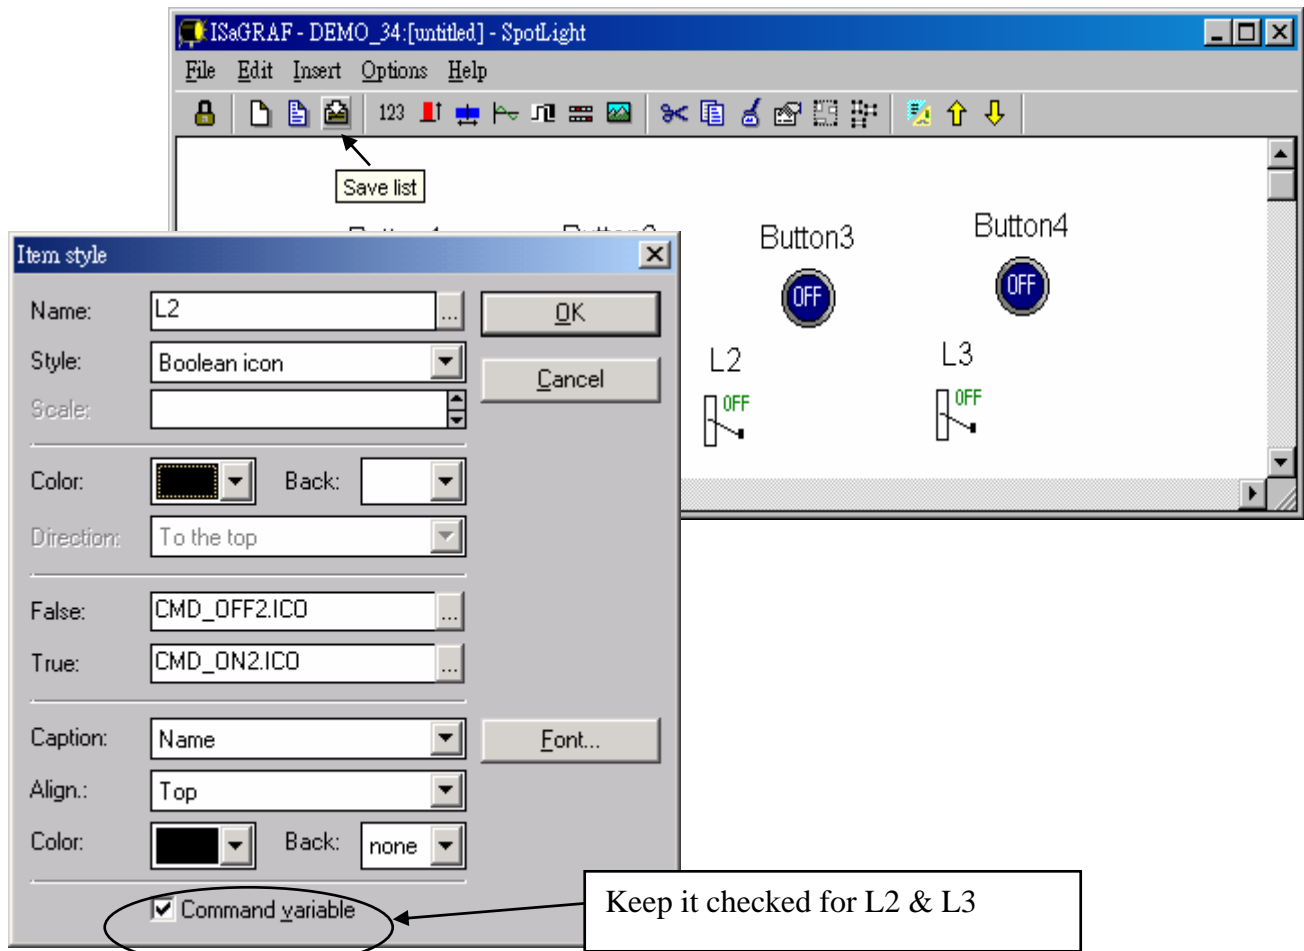 ISaGRAF - DEMO_34:[untitled] - SpotLight
File Edit Insert Options Help
123
Save list
Button3
Button4
OFF
OFF
L2
L3
OFF
OFF
Item style
Name: L2 ... OK
Style: Boolean icon Cancel
Scale:
Color: Back:
Direction: To the top
False: CMD_OFF2.ICO ...
True: CMD_ON2.ICO ...
Caption: Name Font...
Align.: Top
Color: Back: none
Command variable
Keep it checked for L2 & L3